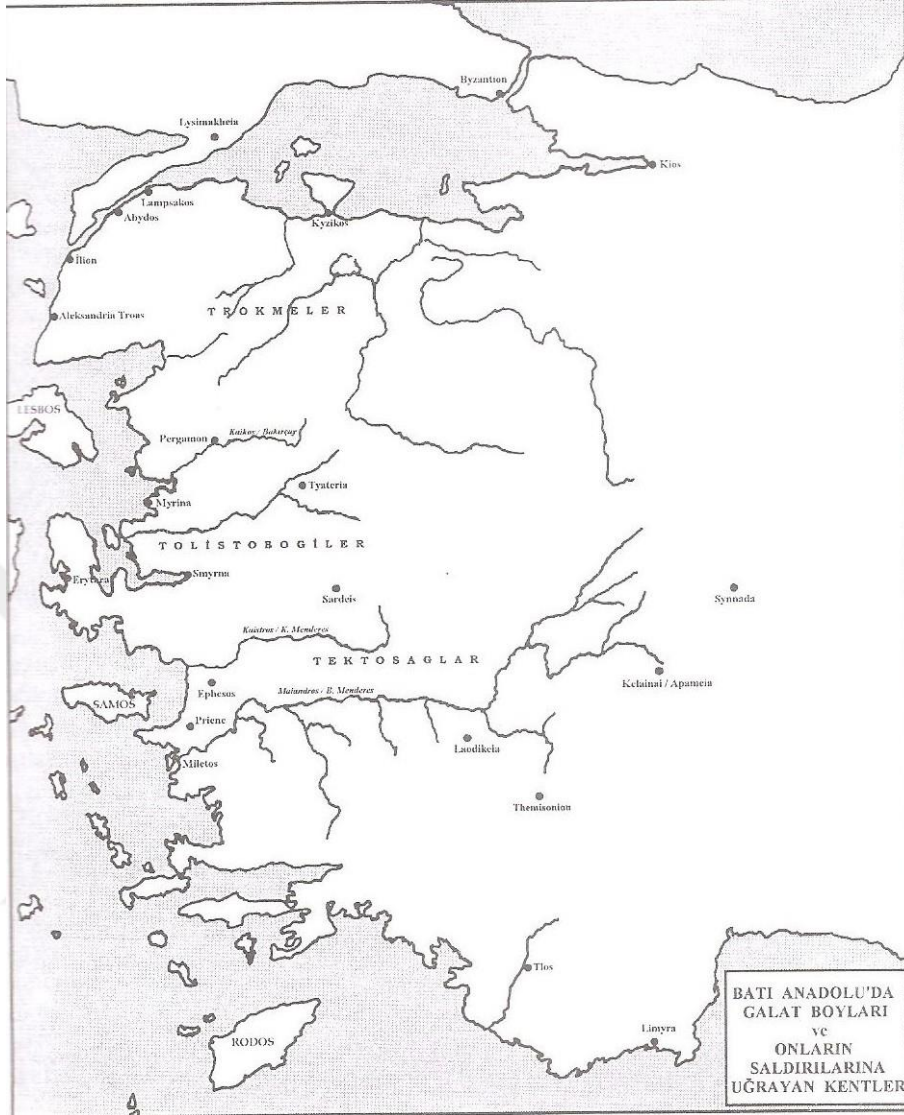 Byzantion
Lysimakheia
Kios
Lampsakos
Abydos
Kyzikos
İlion
Aleksandria Troas
TROKMELER
LESBOS
Pergamon
Kaikos / Bakırçay
Tyateria
Myrina
TOLİSTOBOGİLER
Smyrna
Erythra
Sardeis
Synnada
Kaistros / K. Menderes
TEKTOSAGLAR
Kelainai / Apameia
Ephesos
Maiandros / B. Menderes
SAMOS
Priene
Laodikeia
Miletos
Themisonion
Tlos
Limyra
RODOS
BATI ANADOLU'DA
GALAT BOYLARI
ve
ONLARIN
SALDIRILARINA
UĞRAYAN KENTLER